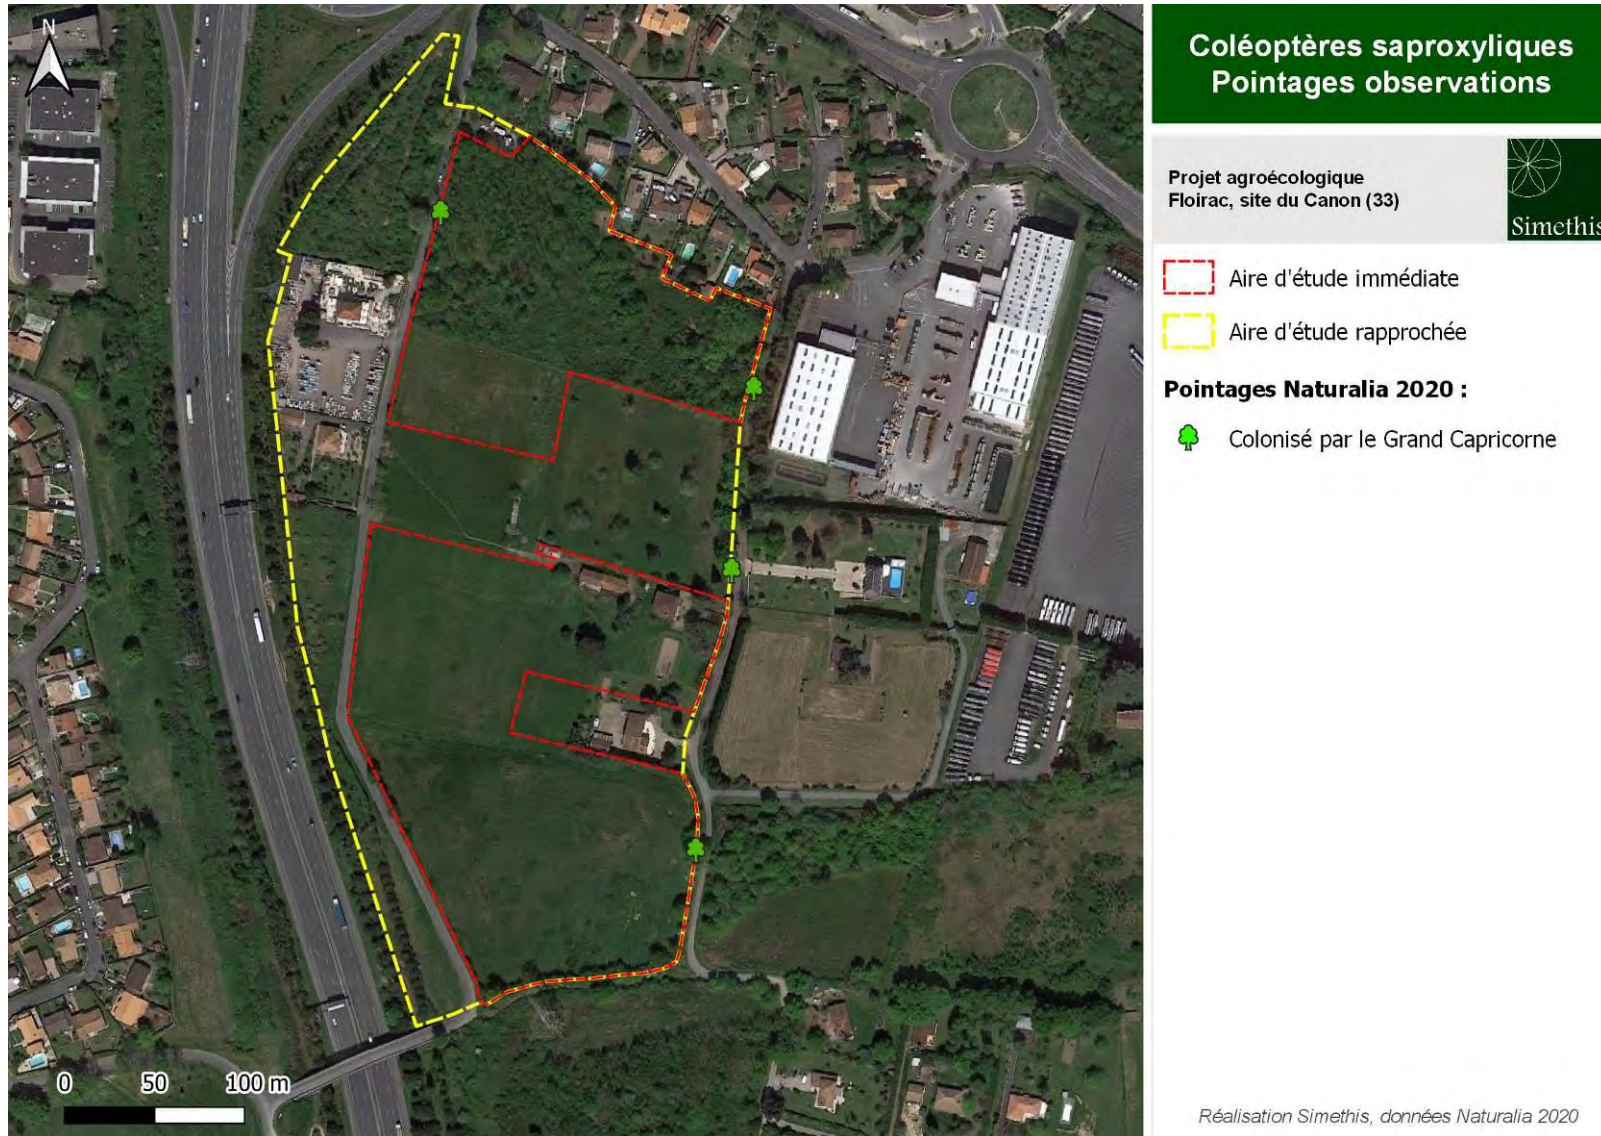 N
0 50 100 m
Coléoptères saproxyliques
Pointages observations
Projet agroécologique
Floirac, site du Canon (33)
Simethis
Aire d'étude immédiate
Aire d'étude rapprochée
Pointages Naturalia 2020 :
Colonisé par le Grand Capricorne
Réalisation Simethis, données Naturalia 2020